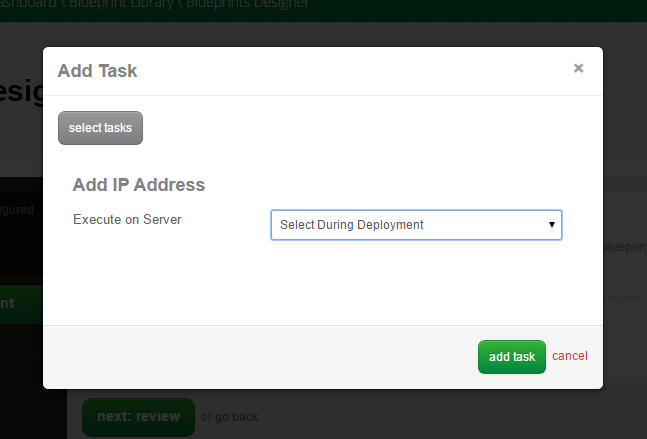 ashboard \ Blueprint Library \ Blueprints Designer
Add Task ×
esig
select tasks
Add IP Address
igured
Execute on Server
Select During Deployment
blueprin
nt
add task
cancel
next: review
or go back